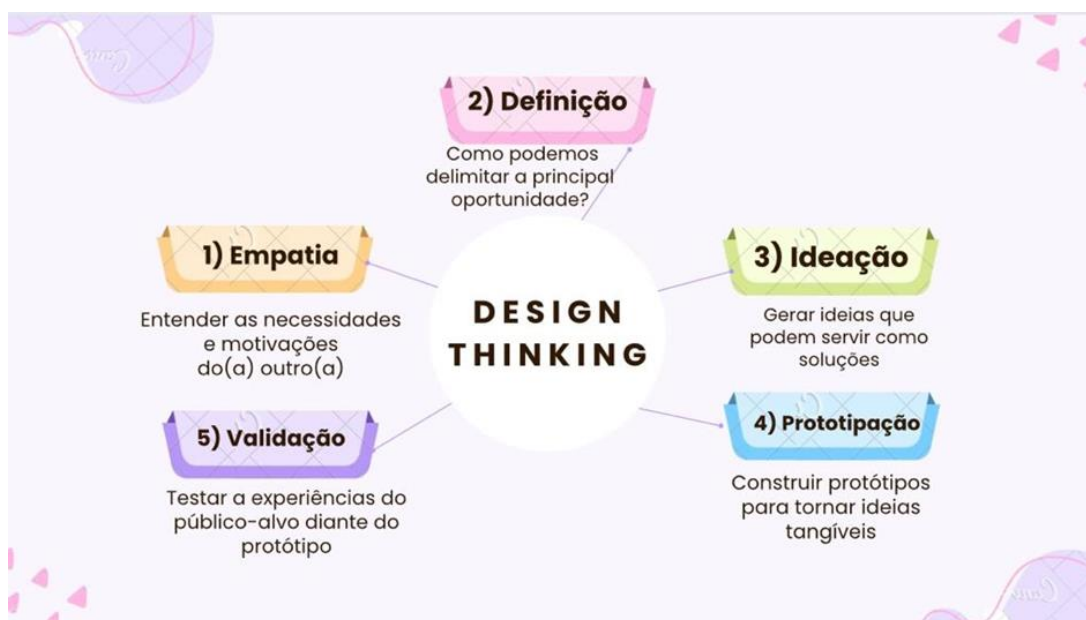 2) Definição
Como podemos
delimitar a principal
oportunidade?
1) Empatia
Entender as necessidades
e motivações
do(a) outro(a)
3) Ideação
Gerar ideias que
podem servir como
soluções
DESIGN
THINKING
5) Validação
Testar a experiências do
público-alvo diante do
protótipo
4) Prototipação
Construir protótipos
para tornar ideias
tangíveis